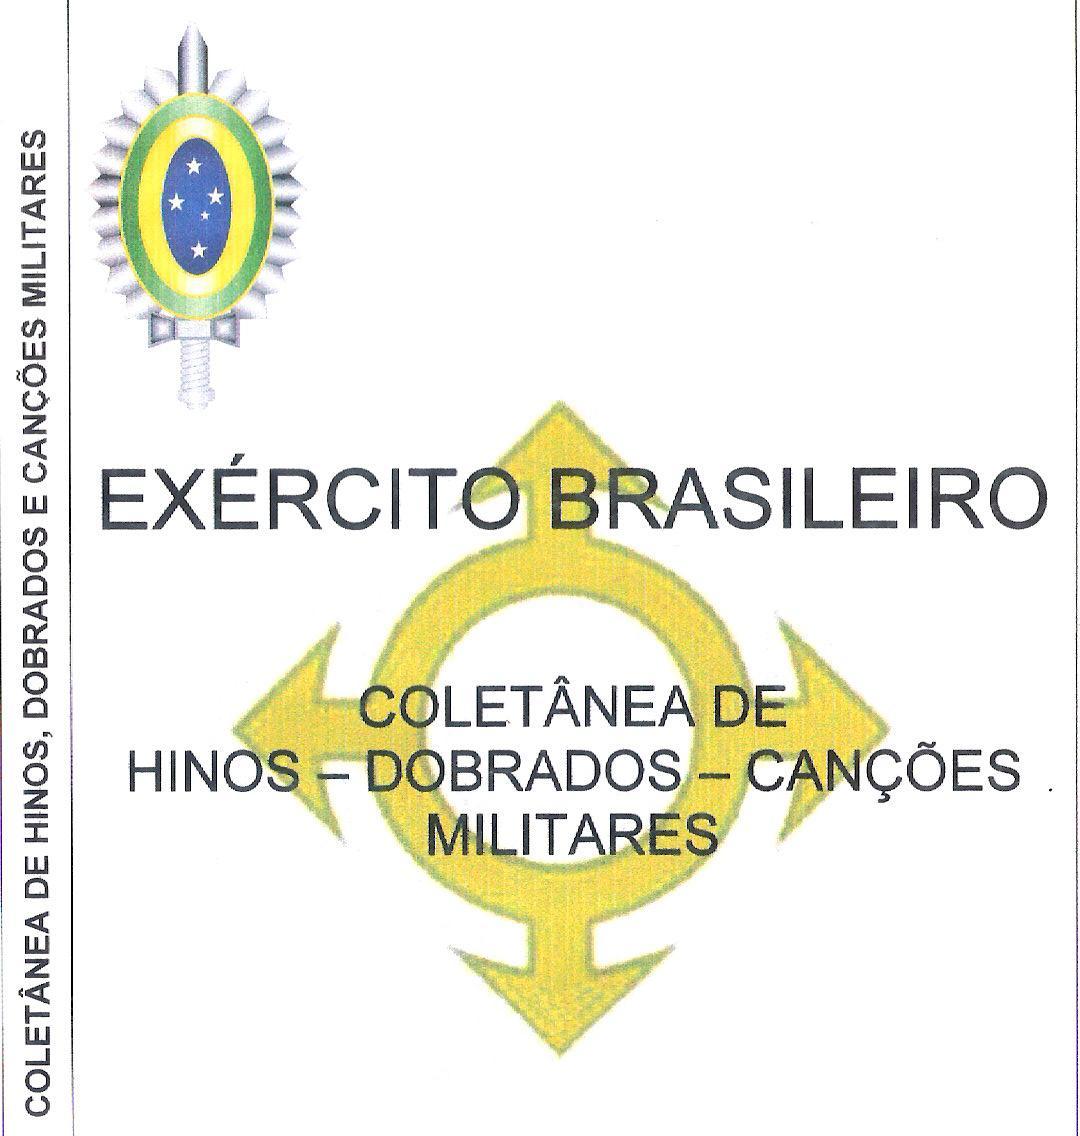 COLETÂNEA DE HINOS, DOBRADOS E CANÇÕES MILITARES
EXÉRCITO BRASILEIRO
COLETÂNEA DE
HINOS – DOBRADOS – CANÇÕES
MILITARES